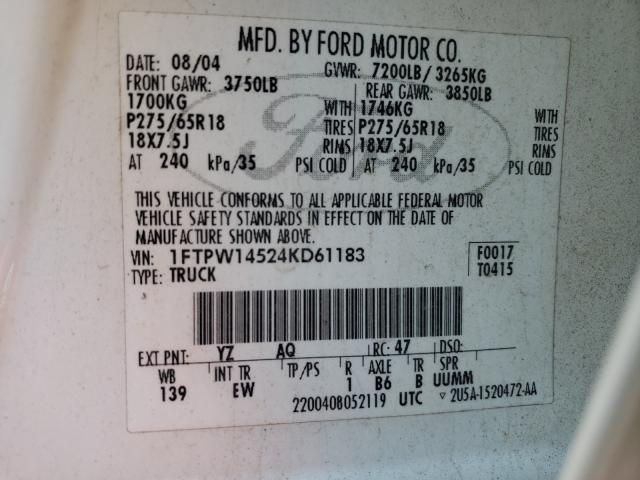 MFD. BY FORD MOTOR CO.
DATE: 08/04 GVWR: 7200LB/ 3265KG
FRONT GAWR: 3750LB REAR GAWR: 3850LB
1700KG WITH 1746KG WITH
P275/65R18 TIRES P275/65R18 TIRES
18X7.5J RIMS 18X7.5J RIMS
AT 240 kPa/35 PSI COLD AT 240 kPa/35 PSI COLD
THIS VEHICLE CONFORMS TO ALL APPLICABLE FEDERAL MOTOR
VEHICLE SAFETY STANDARDS IN EFFECT ON THE DATE OF
MANUFACTURE SHOWN ABOVE.
VIN: 1FTPW14524KD61183 F0017
TYPE: TRUCK T0415
EXT PNT: YZ AQ RC: 47 DSO:
WB INT TR TP/PS R AXLE TR SPR
139 EW 1 B6 B UUMM
2200408052119 UTC ▽ 2U5A-1520472-AA
Ford